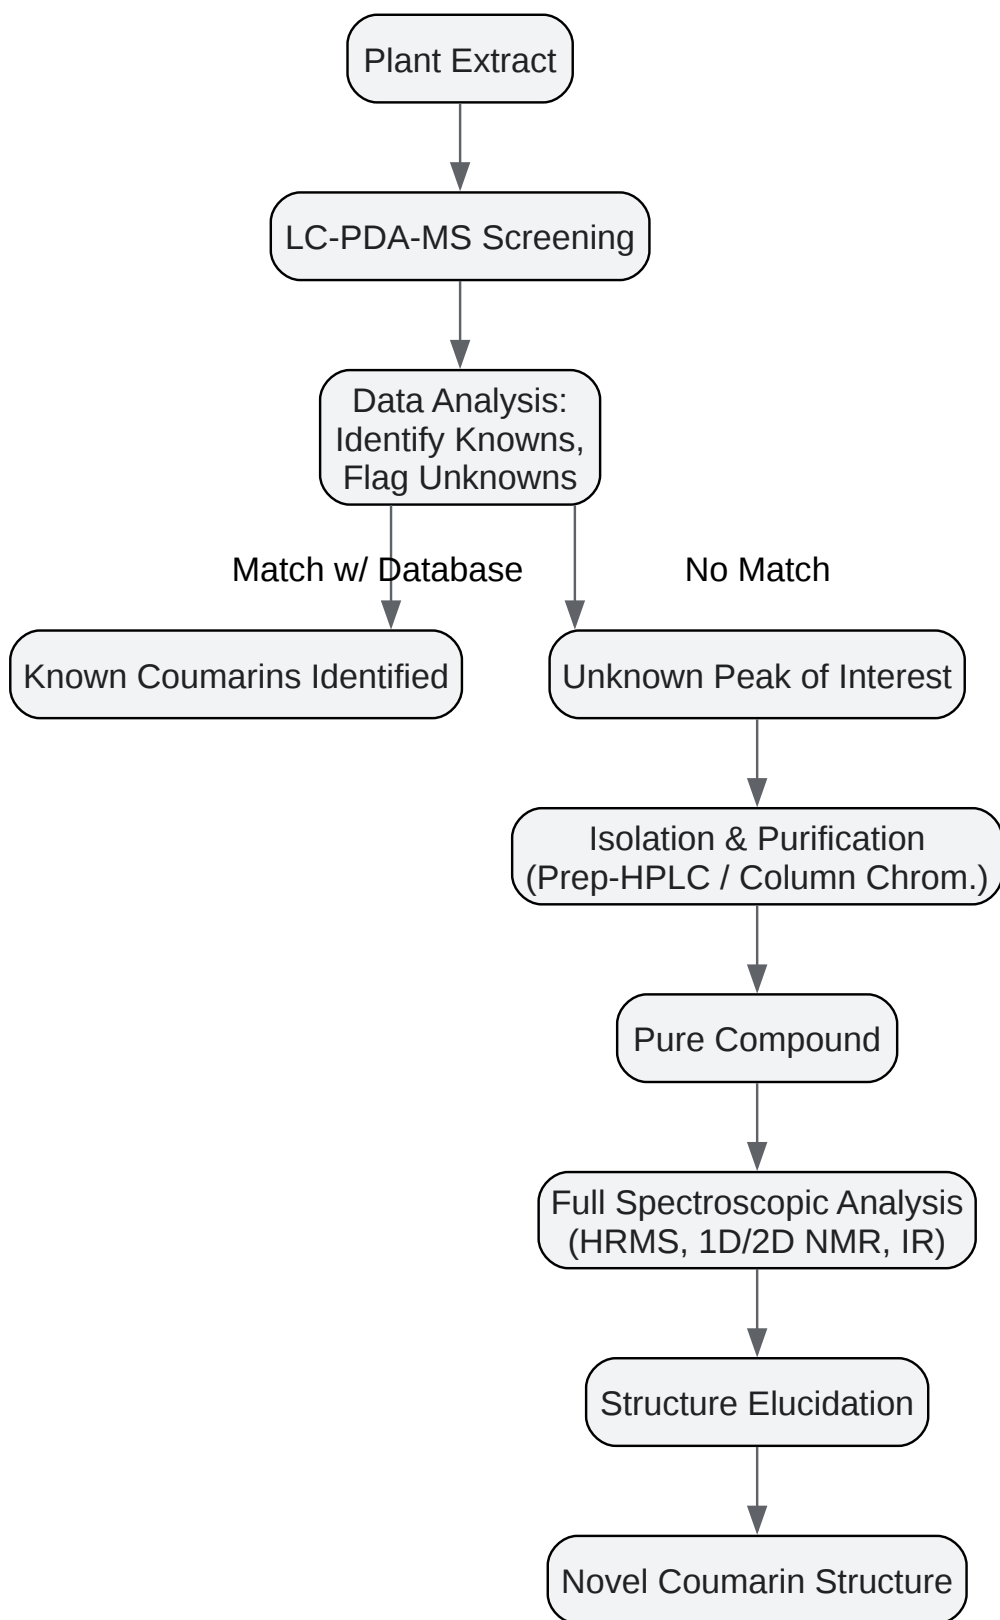 Plant Extract
LC-PDA-MS Screening
Data Analysis:
Identify Knowns,
Flag Unknowns
Match w/ Database
No Match
Known Coumarins Identified
Unknown Peak of Interest
Isolation & Purification
(Prep-HPLC / Column Chrom.)
Pure Compound
Full Spectroscopic Analysis
(HRMS, 1D/2D NMR, IR)
Structure Elucidation
Novel Coumarin Structure